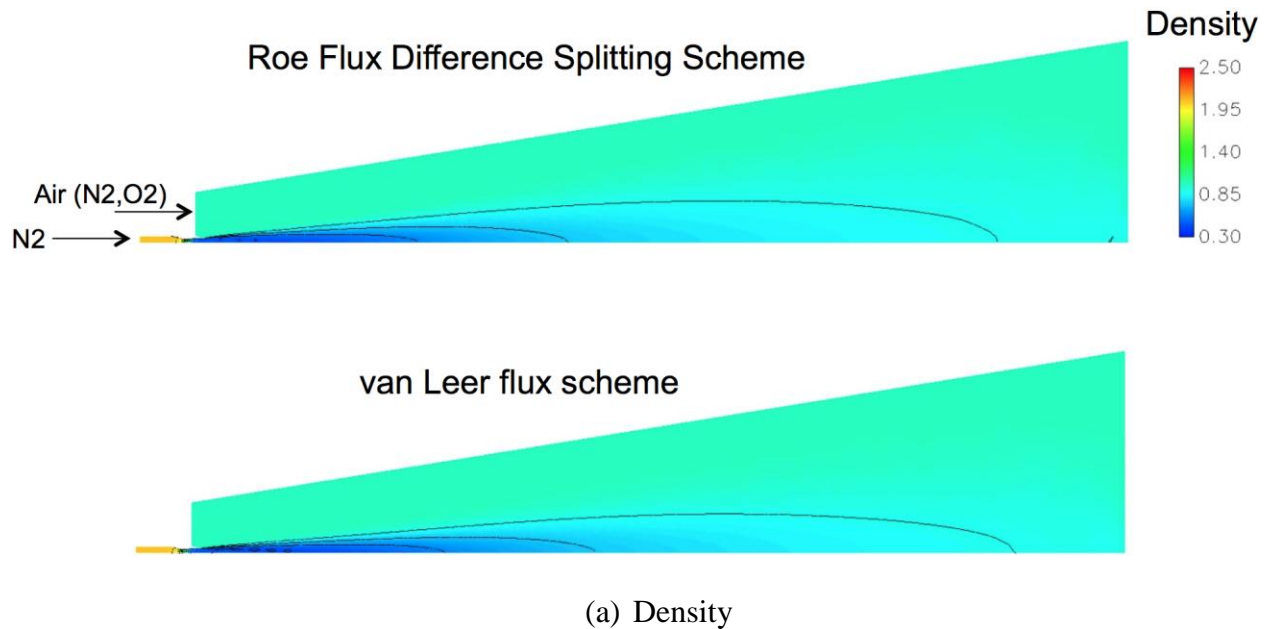 Density
Roe Flux Difference Splitting Scheme
2.50
1.95
1.40
0.85
0.30
Air (N2,O2)
N2
van Leer flux scheme
(a) Density